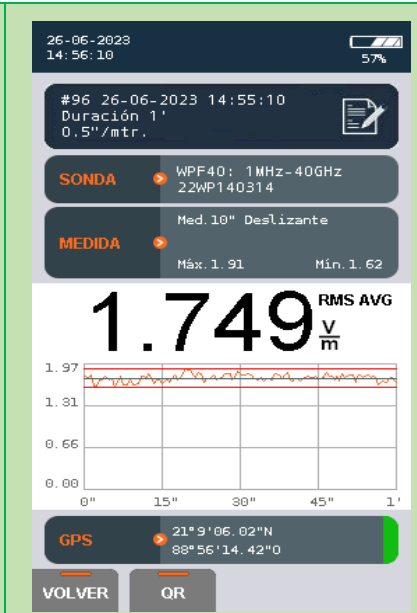 26-06-2023
14:56:10
57%
#96 26-06-2023 14:55:10
Duración 1'
0.5"/mtr.
SONDA
WPF40: 1MHz-40GHz
22WP140314
MEDIDA
Med.10" Deslizante
Máx.1.91 Mín.1.62
1.749 RMS AVG
V
m
1.97
1.31
0.66
0.00
0" 15" 30" 45" 1'
GPS
21°9'06.02"N
88°56'14.42"O
VOLVER QR